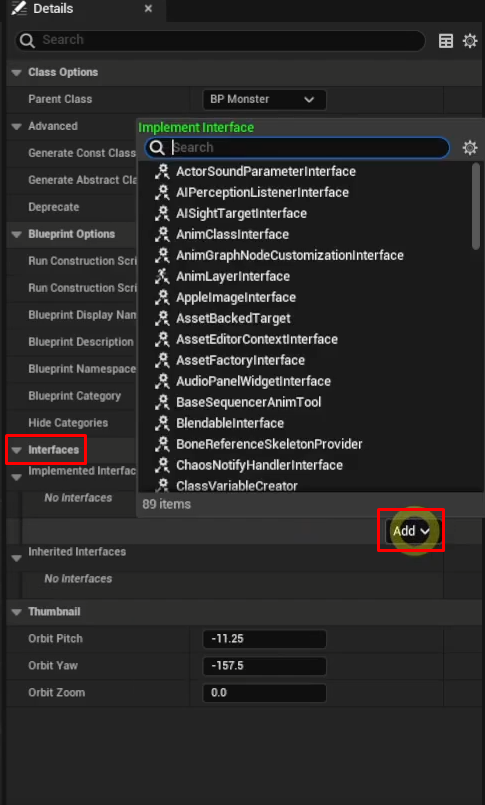 Details
Search
Class Options
Parent Class
BP Monster
Advanced
Implement Interface
Generate Const Class
Search
Generate Abstract Cla
ActorSoundParameterInterface
AIPerceptionListenerInterface
Deprecate
AISightTargetInterface
Blueprint Options
AnimClassInterface
Run Construction Scri
AnimGraphNodeCustomizationInterface
AnimLayerInterface
Run Construction Scri
AppleImageInterface
Blueprint Display Nam
AssetBackedTarget
Blueprint Description
AssetEditorContextInterface
Blueprint Namespace
AssetFactoryInterface
AudioPanelWidgetInterface
Blueprint Category
BaseSequencerAnimTool
Hide Categories
BlendableInterface
Interfaces
BoneReferenceSkeletonProvider
Implemented Interfac
ChaosNotifyHandlerInterface
ClassVariableCreator
No Interfaces
89 items
Add
Inherited Interfaces
No Interfaces
Thumbnail
Orbit Pitch
-11.25
Orbit Yaw
-157.5
Orbit Zoom
0.0